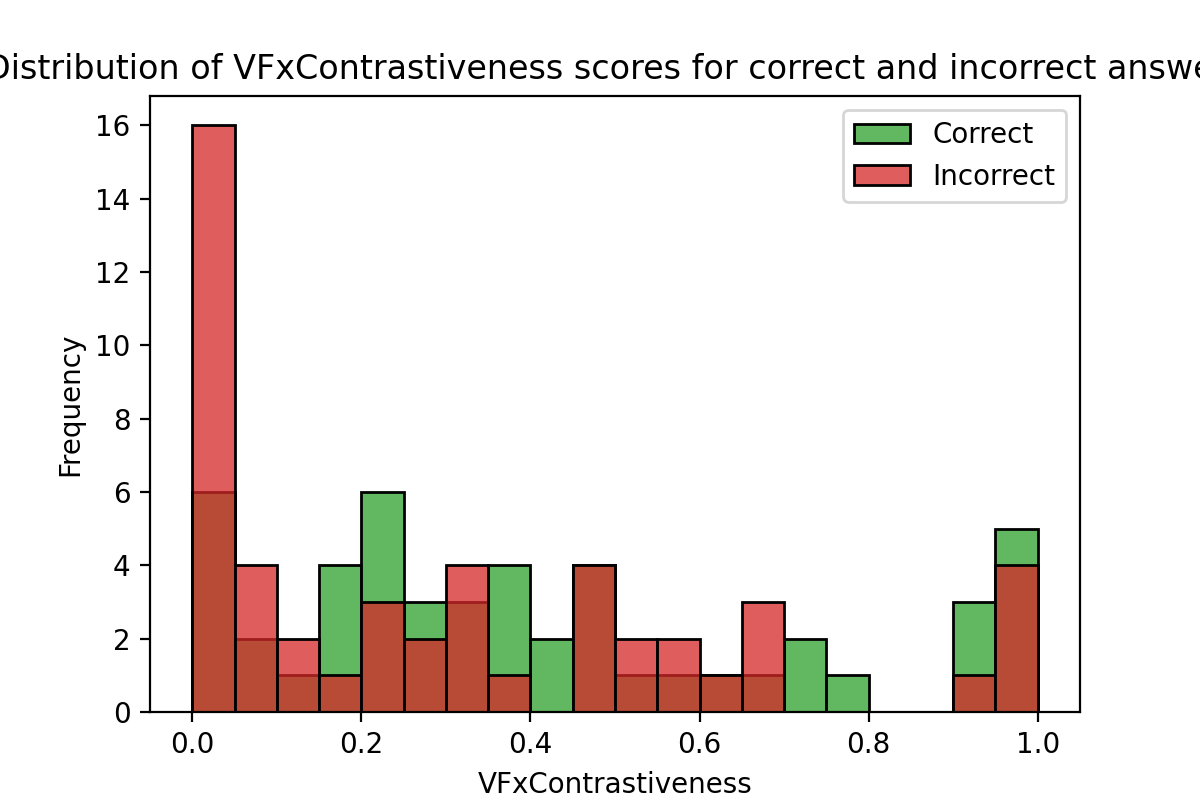 Distribution of VFxContrastiveness scores for correct and incorrect answe
Correct
Incorrect
Frequency
16
14
12
10
8
6
4
2
0
0.0 0.2 0.4 0.6 0.8 1.0
VFxContrastiveness